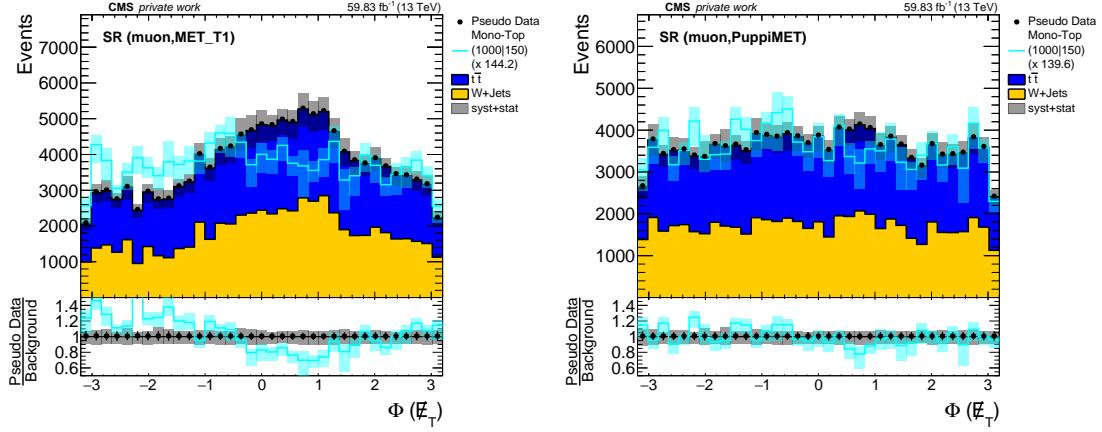 CMS private work 59.83 fb⁻¹ (13 TeV)
Events
SR (muon,MET_T1)
7000
6000
5000
4000
3000
2000
1000
Pseudo Data
Mono-Top
(1000|150)
(x 144.2)
tt̅
W+Jets
syst+stat
Pseudo Data
Background
1.4
1.2
1
0.8
0.6
−3 −2 −1 0 1 2 3
Φ (E̸_T)
CMS private work 59.83 fb⁻¹ (13 TeV)
Events
SR (muon,PuppiMET)
6000
5000
4000
3000
2000
1000
Pseudo Data
Mono-Top
(1000|150)
(x 139.6)
tt̅
W+Jets
syst+stat
Pseudo Data
Background
1.4
1.2
1
0.8
0.6
−3 −2 −1 0 1 2 3
Φ (E̸_T)